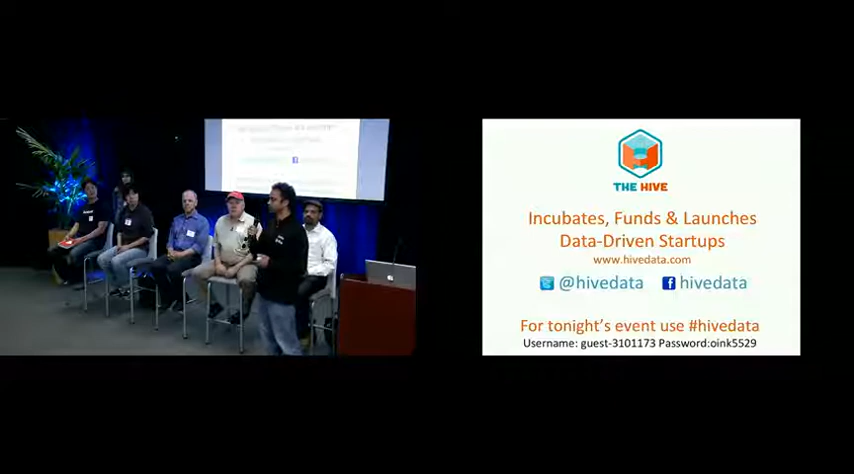 THE HIVE
Incubates, Funds & Launches
Data-Driven Startups
www.hivedata.com
@hivedata hivedata
For tonight's event use #hivedata
Username: guest-3101173 Password:oink5529